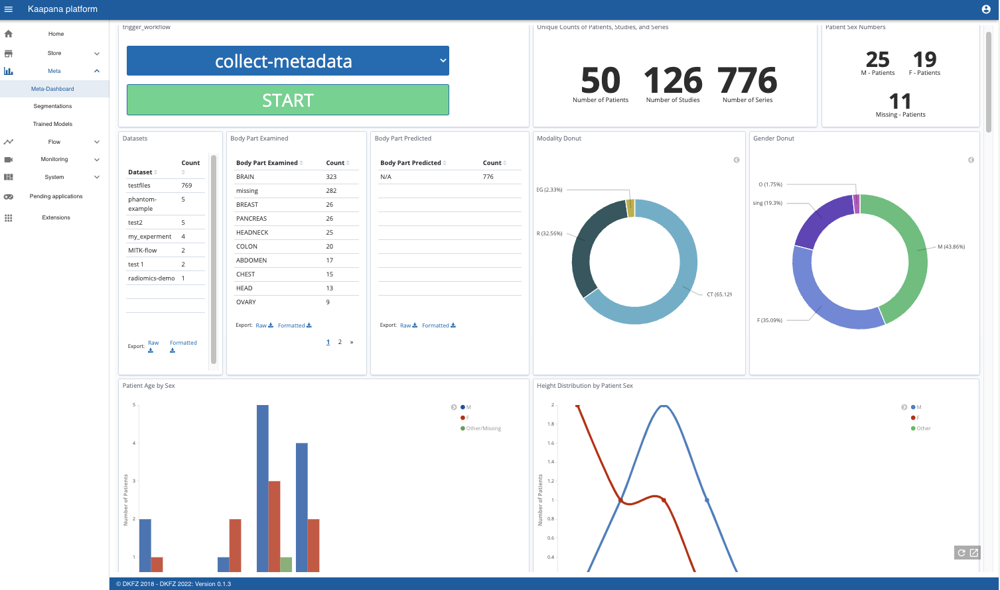 Kaapana platform
Home
Store
Meta
Meta-Dashboard
Segmentations
Trained Models
Flow
Monitoring
System
Pending applications
Extensions
trigger_workflow
collect-metadata
START
Unique Counts of Patients, Studies, and Series
50 126 776
Number of Patients Number of Studies Number of Series
Patient Sex Numbers
25 19
M - Patients F - Patients
11
Missing - Patients
Datasets
Dataset Count
testfiles 769
phantom-
example 5
test2 5
my_experment 4
MITK-flow 2
test 1 2
radiomics-demo 1
Export: Raw Formatted
Body Part Examined
Body Part Examined Count
BRAIN 323
missing 282
BREAST 26
PANCREAS 26
HEADNECK 25
COLON 20
ABDOMEN 17
CHEST 15
HEAD 13
OVARY 9
Export: Raw Formatted
1 2 »
Body Part Predicted
Body Part Predicted Count
N/A 776
Export: Raw Formatted
Modality Donut
EG (2.33%)
R (32.56%)
CT (65.12%
Gender Donut
O (1.75%)
sing (19.3%)
M (43.86%)
F (35.09%)
Patient Age by Sex
Number of Patients
5
4
3
2
1
M
F
Other/Missing
Height Distribution by Patient Sex
Number of Patients
2
1.8
1.6
1.4
1.2
1
0.8
0.6
0.4
M
F
Other
© DKFZ 2018 - DKFZ 2022: Version 0.1.3